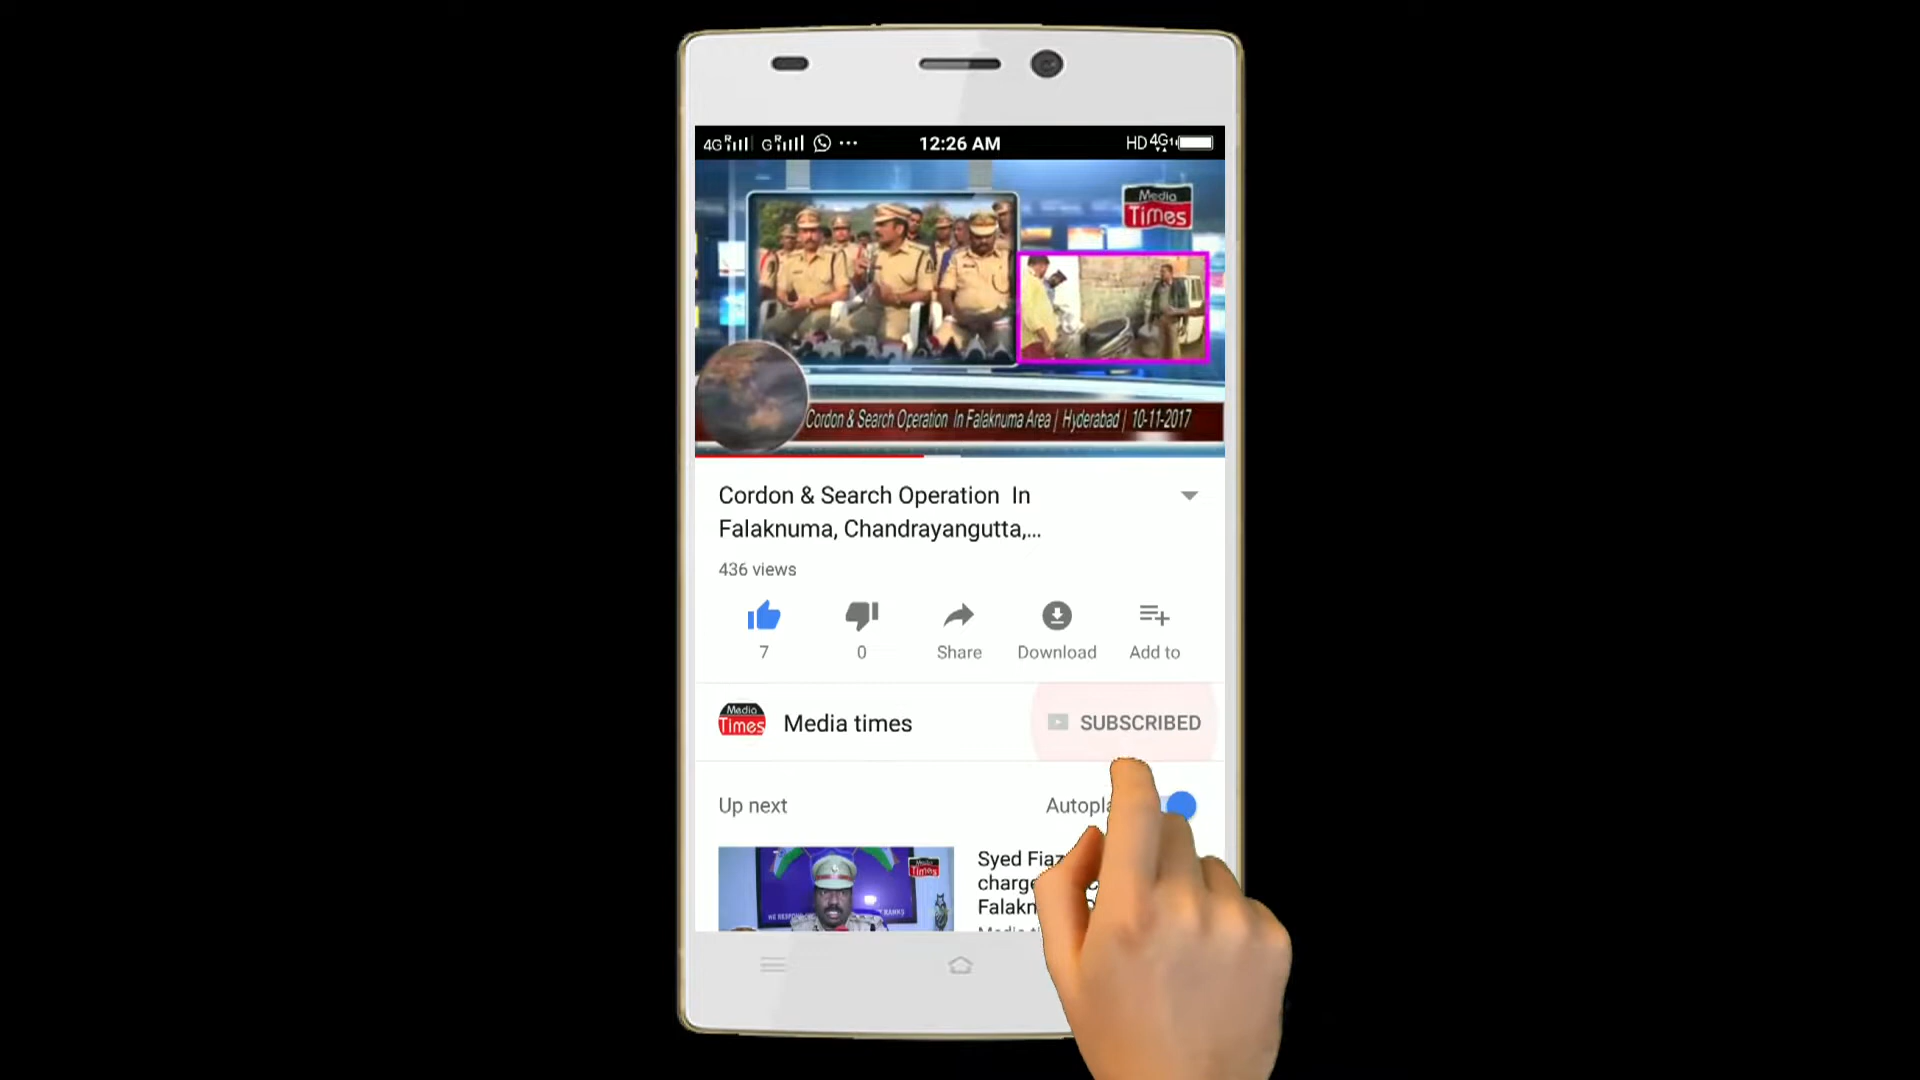 4G R G R 12:26 AM HD 4G
Media
Times
Cordon & Search Operation In Falaknuma Area | Hyderabad | 10-11-2017
Cordon & Search Operation In
Falaknuma, Chandrayangutta,...
436 views
7 0 Share Download Add to
Media
Times
Media times
SUBSCRIBED
Up next
Media
Times
Syed